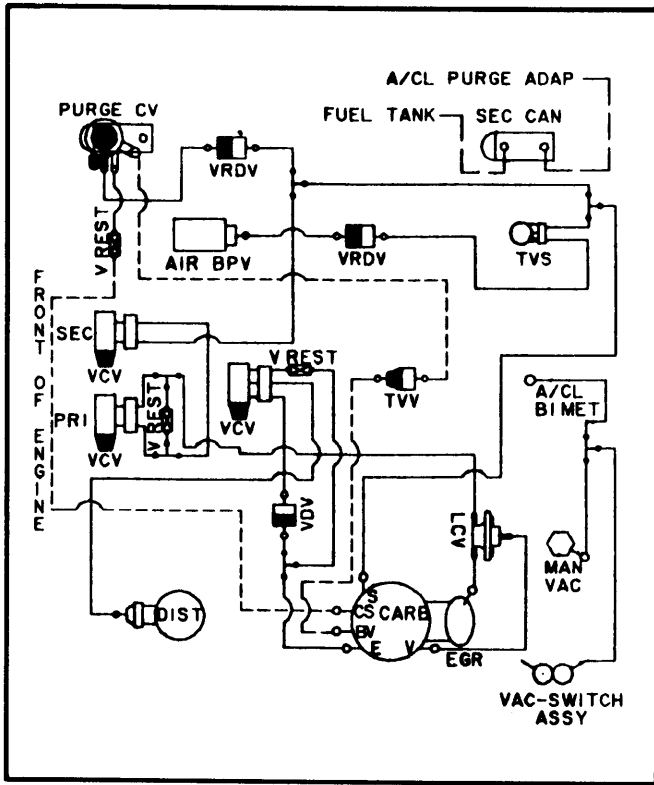 A/CL PURGE ADAP
PURGE CV
FUEL TANK
SEC CAN
VRDV
V REST
AIR BPV
VRDV
TVS
FRONT OF ENGINE
SEC
VCV
V REST
TVV
A/CL
BIMET
PRI
V REST
VCV
VCV
VDV
LCV
MAN
VAC
DIST
S
CS
CARB
BV
E
V
EGR
VAC-SWITCH
ASSY